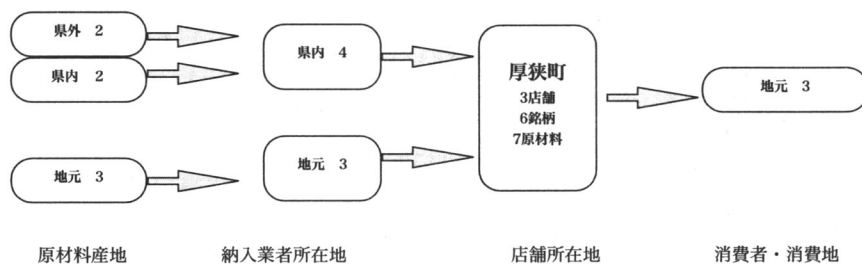 県外 2
県内 2
地元 3
県内 4
地元 3
厚狭町
3店舗
6銘柄
7原材料
地元 3
原材料産地 納入業者所在地 店舗所在地 消費者・消費地